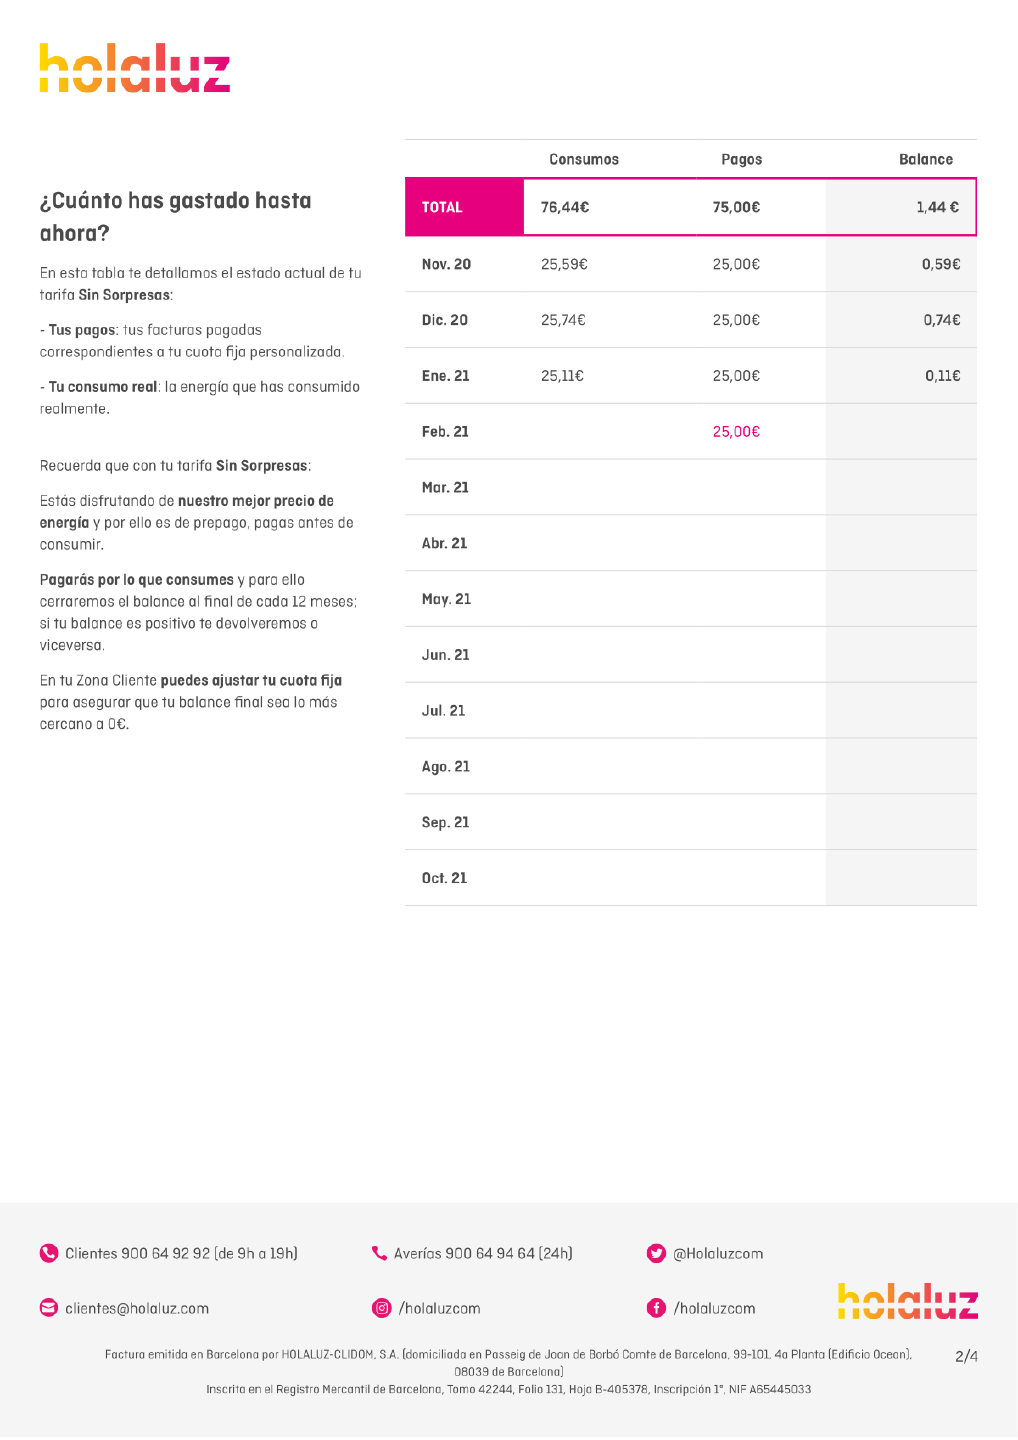 holaluz
¿Cuánto has gastado hasta
ahora?
En esta tabla te detallamos el estado actual de tu
tarifa Sin Sorpresas:
- Tus pagos: tus facturas pagadas
correspondientes a tu cuota fija personalizada.
- Tu consumo real: la energía que has consumido
realmente.
Recuerda que con tu tarifa Sin Sorpresas:
Estás disfrutando de nuestro mejor precio de
energía y por ello es de prepago, pagas antes de
consumir.
Pagarás por lo que consumes y para ello
cerraremos el balance al final de cada 12 meses;
si tu balance es positivo te devolveremos o
viceversa.
En tu Zona Cliente puedes ajustar tu cuota fija
para asegurar que tu balance final sea lo más
cercano a 0€.
Consumos Pagos Balance
TOTAL 76,44€ 75,00€ 1,44 €
Nov. 20 25,59€ 25,00€ 0,59€
Dic. 20 25,74€ 25,00€ 0,74€
Ene. 21 25,11€ 25,00€ 0,11€
Feb. 21 25,00€
Mar. 21
Abr. 21
May. 21
Jun. 21
Jul. 21
Ago. 21
Sep. 21
Oct. 21
Clientes 900 64 92 92 (de 9h a 19h) Averías 900 64 94 64 (24h) @Holaluzcom
clientes@holaluz.com /holaluzcom /holaluzcom holaluz
Factura emitida en Barcelona por HOLALUZ-CLIDOM, S.A. (domiciliada en Passeig de Joan de Borbó Comte de Barcelona, 99-101, 4a Planta (Edificio Ocean), 2/4
08039 de Barcelona)
Inscrita en el Registro Mercantil de Barcelona, Tomo 42244, Folio 131, Hoja B-405378, Inscripción 1ª, NIF A65445033